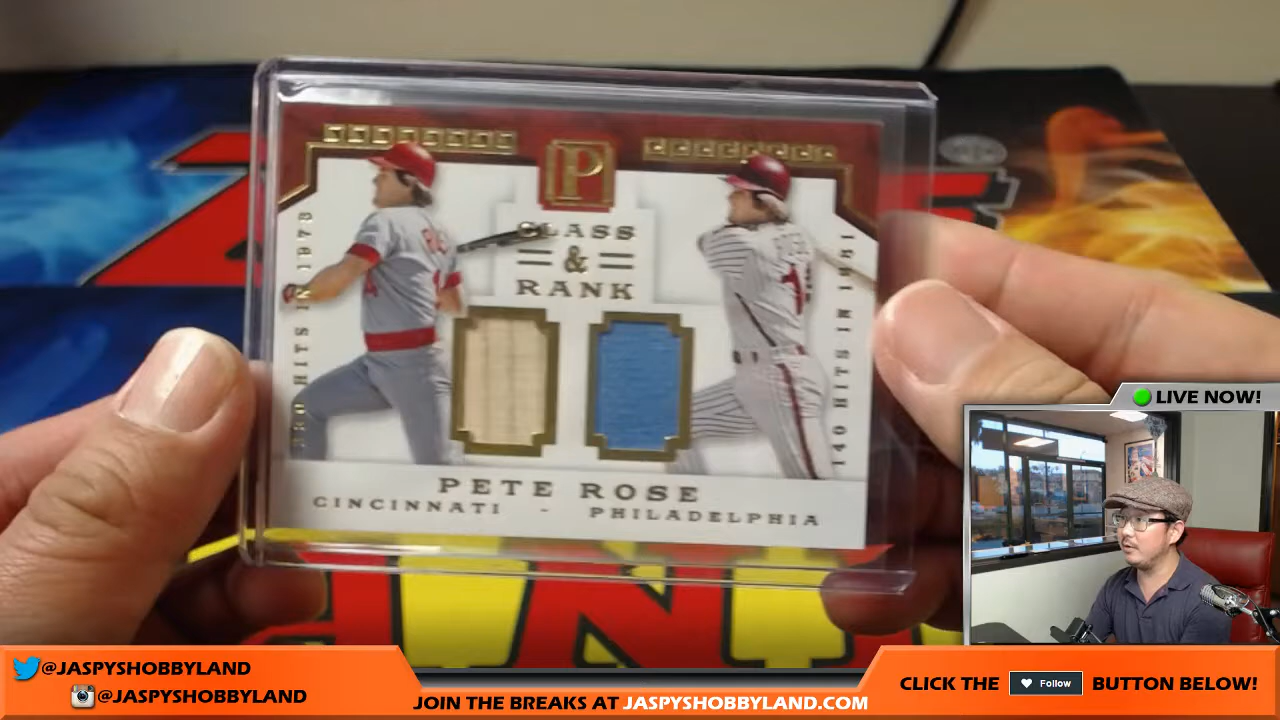 P
CLASS
&
RANK
HITS IN 1973
140 HITS IN 1981
PETE ROSE
CINCINNATI - PHILADELPHIA
LIVE NOW!
@JASPYSHOBBYLAND
@JASPYSHOBBYLAND
JOIN THE BREAKS AT JASPYSHOBBYLAND.COM
CLICK THE Follow BUTTON BELOW!